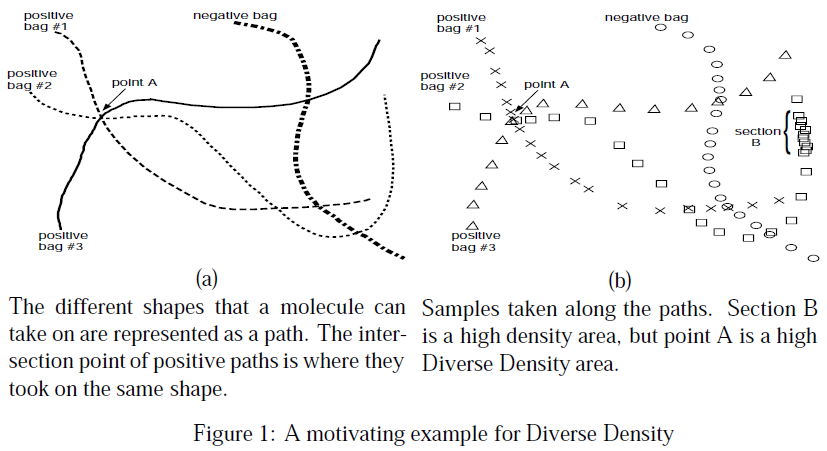 positive
bag #1
negative bag
positive
bag #2
point A
positive
bag #3
(a)
The different shapes that a molecule can
take on are represented as a path. The inter-
section point of positive paths is where they
took on the same shape.
positive
bag #1
negative bag
positive
bag #2
point A
section
B
positive
bag #3
(b)
Samples taken along the paths. Section B
is a high density area, but point A is a high
Diverse Density area.
Figure 1: A motivating example for Diverse Density